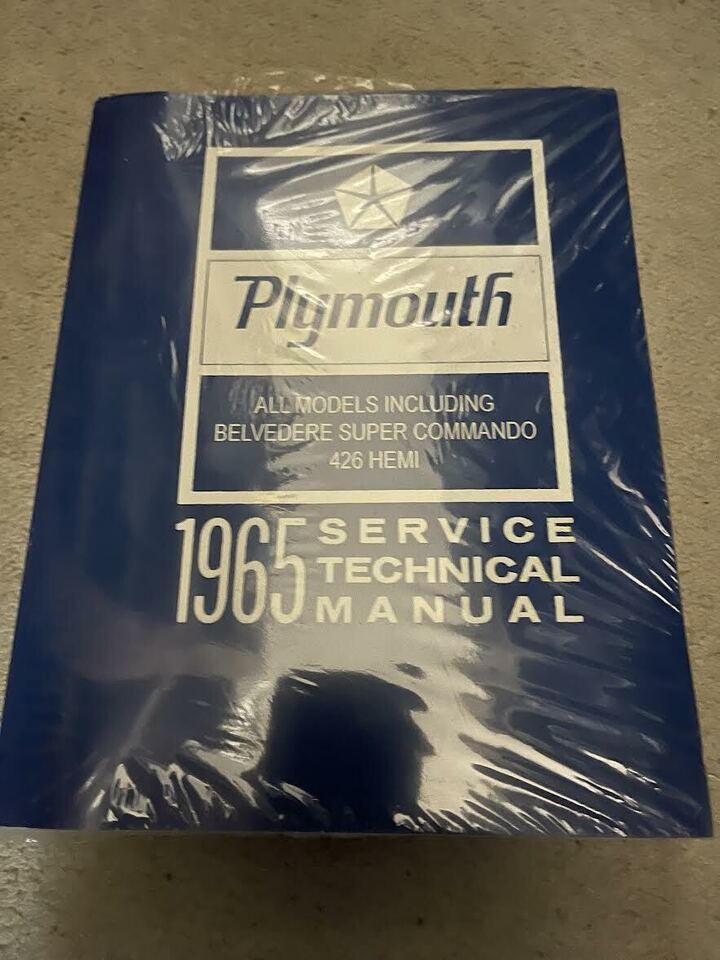 Plymouth
ALL MODELS INCLUDING
BELVEDERE SUPER COMMANDO
426 HEMI
1965 SERVICE
TECHNICAL
MANUAL